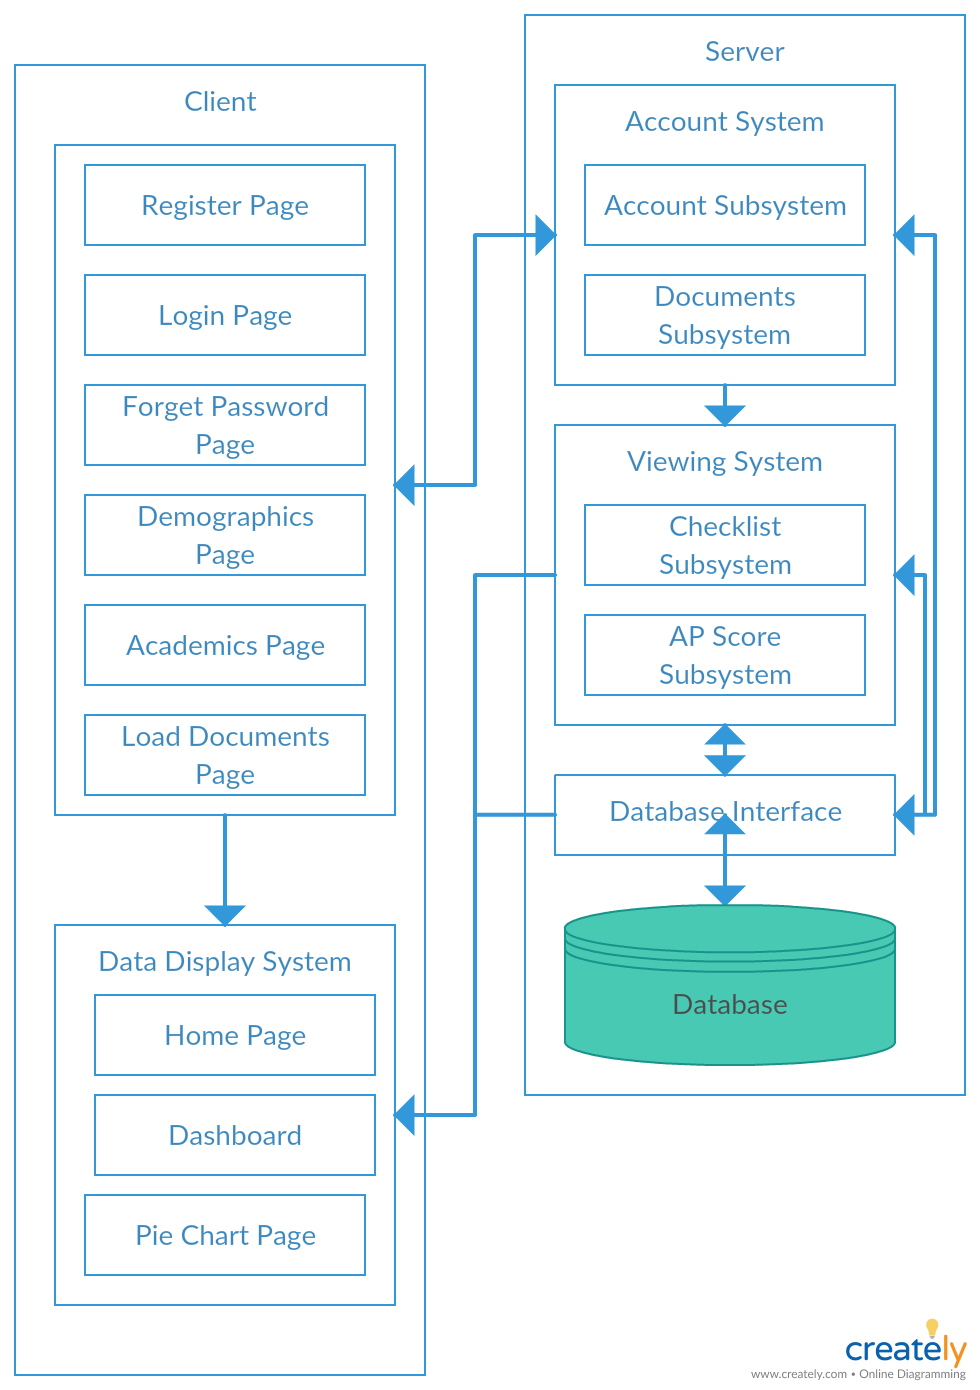 Client
Register Page
Login Page
Forget Password
Page
Demographics
Page
Academics Page
Load Documents
Page
Data Display System
Home Page
Dashboard
Pie Chart Page
Server
Account System
Account Subsystem
Documents
Subsystem
Viewing System
Checklist
Subsystem
AP Score
Subsystem
Database Interface
Database
creately
www.creately.com • Online Diagramming